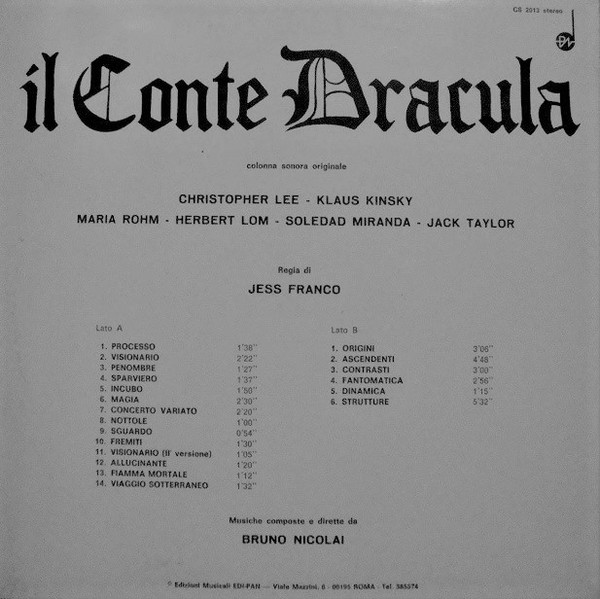 CS 2013 stereo
il Conte Dracula
colonna sonora originale
CHRISTOPHER LEE - KLAUS KINSKY
MARIA ROHM - HERBERT LOM - SOLEDAD MIRANDA - JACK TAYLOR
Regia di
JESS FRANCO
Lato A
1. PROCESSO 1'38"
2. VISIONARIO 2'22"
3. PENOMBRE 1'27"
4. SPARVIERO 1'37"
5. INCUBO 1'50"
6. MAGIA 2'30"
7. CONCERTO VARIATO 2'20"
8. NOTTOLE 1'00"
9. SGUARDO 0'54"
10. FREMITI 1'30"
11. VISIONARIO (II° versione) 1'05"
12. ALLUCINANTE 1'20"
13. FIAMMA MORTALE 1'12"
14. VIAGGIO SOTTERRANEO 1'32"
Lato B
1. ORIGINI 3'06"
2. ASCENDENTI 4'48"
3. CONTRASTI 3'00"
4. FANTOMATICA 2'56"
5. DINAMICA 1'15"
6. STRUTTURE 5'32"
Musiche composte e dirette da
BRUNO NICOLAI
© Edizioni Musicali EDI-PAN — Viale Mazzini, 6 - 00195 ROMA - Tel. 385374